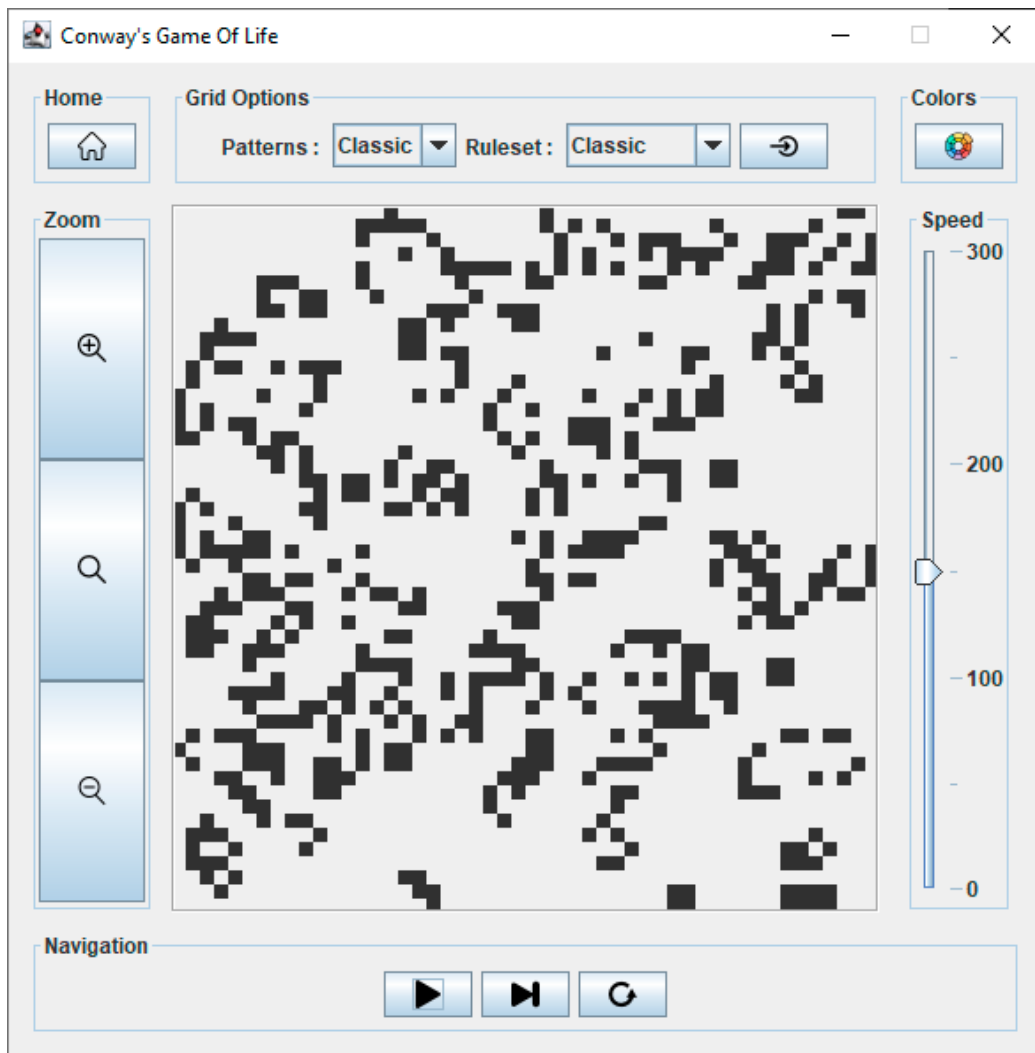 Conway's Game Of Life
Home
Grid Options
Colors
Patterns :
Classic
Ruleset :
Classic
Zoom
Speed
300
200
100
0
Navigation